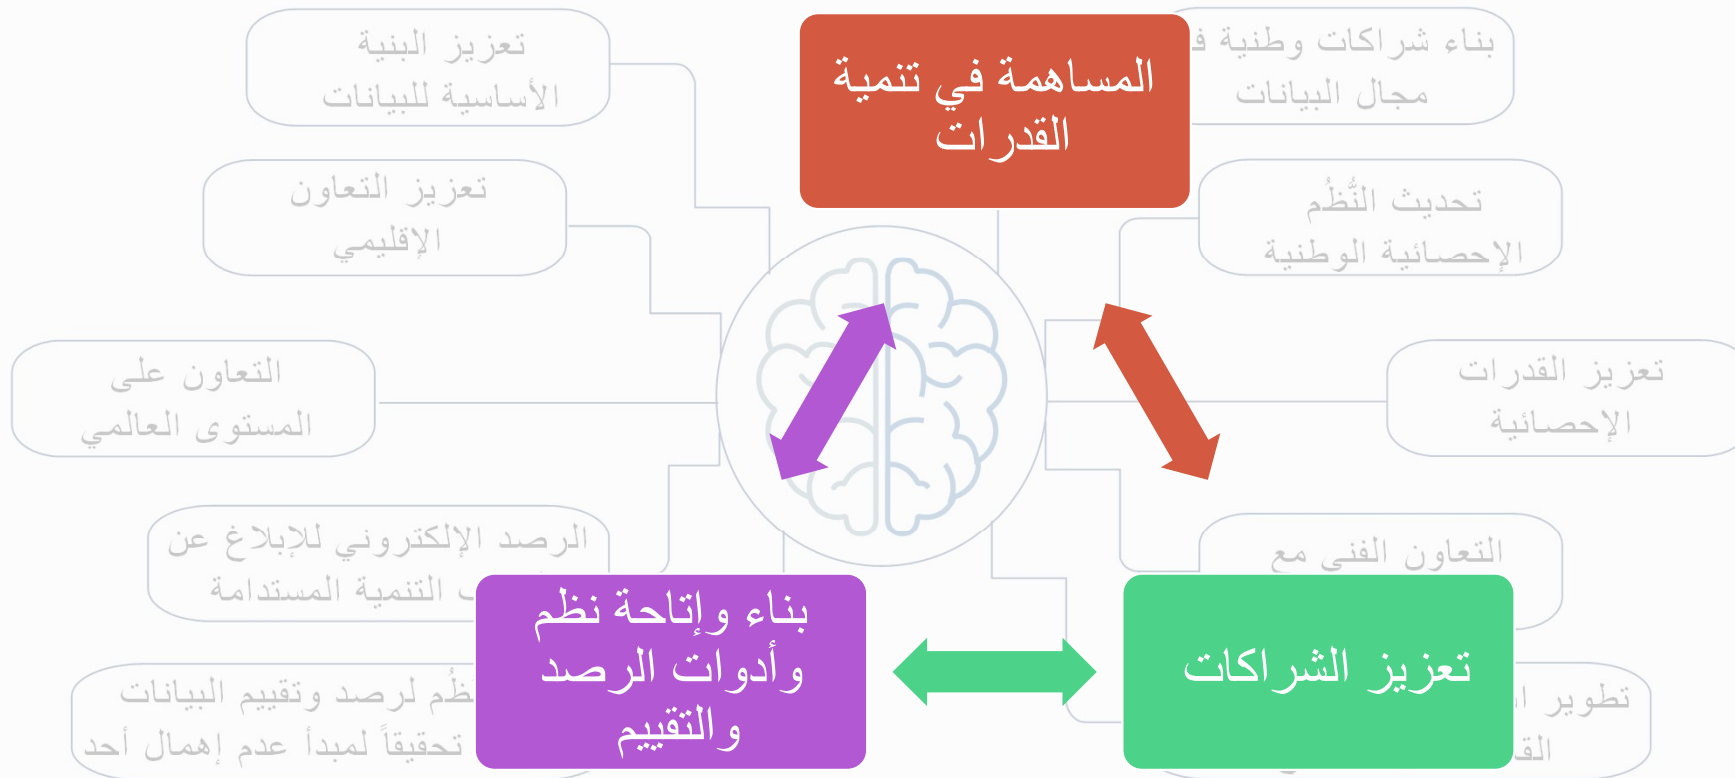 المساهمة في تنمية
القدرات
تعزيز الشراكات
بناء وإتاحة نظم
وأدوات الرصد
والتقييم
بناء شراكات وطنية
مجال البيانات
تحديث النُّظُم
الإحصائية الوطنية
تعزيز القدرات
الإحصائية
التعاون الفني مع
تطوير
تعزيز البنية
الأساسية للبيانات
تعزيز التعاون
الإقليمي
التعاون على
المستوى العالمي
الرصد الإلكتروني للإبلاغ عن
التنمية المستدامة
لرصد وتقييم البيانات
تحقيقاً لمبدأ عدم إهمال أحد